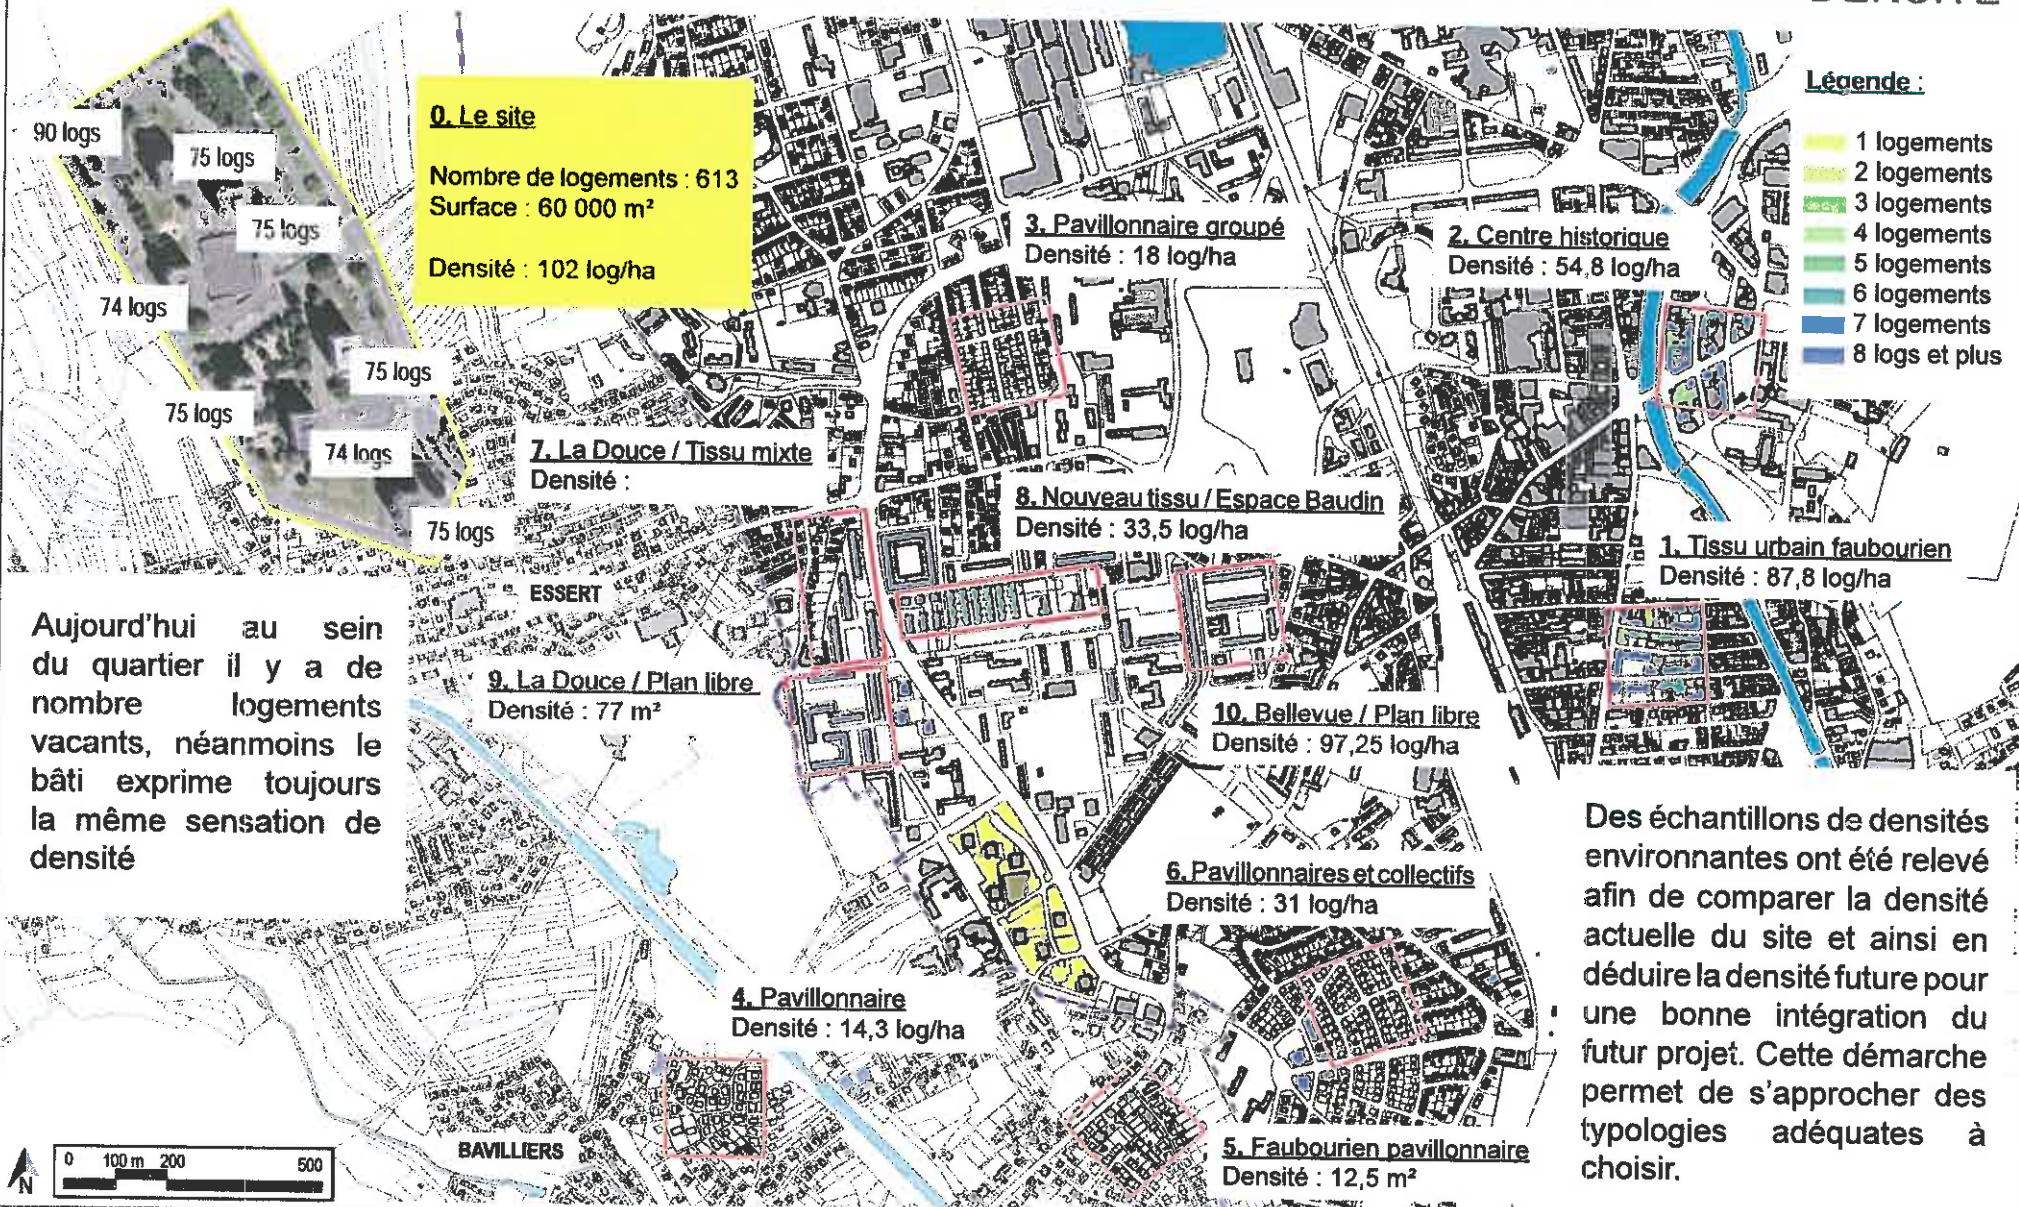 90 logs
75 logs
75 logs
74 logs
75 logs
75 logs
74 logs
75 logs
0. Le site
Nombre de logements : 613
Surface : 60 000 m²
Densité : 102 log/ha
3. Pavillonnaire groupé
Densité : 18 log/ha
2. Centre historique
Densité : 54,8 log/ha
Légende :
1 logements
2 logements
3 logements
4 logements
5 logements
6 logements
7 logements
8 logs et plus
7. La Douce / Tissu mixte
Densité :
8. Nouveau tissu / Espace Baudin
Densité : 33,5 log/ha
1. Tissu urbain faubourien
Densité : 87,8 log/ha
ESSERT
Aujourd'hui au sein
du quartier il y a de
nombre logements
vacants, néanmoins le
bâti exprime toujours
la même sensation de
densité
9. La Douce / Plan libre
Densité : 77 m²
10. Bellevue / Plan libre
Densité : 97,25 log/ha
6. Pavillonnaires et collectifs
Densité : 31 log/ha
Des échantillons de densités
environnantes ont été relevé
afin de comparer la densité
actuelle du site et ainsi en
déduire la densité future pour
une bonne intégration du
futur projet. Cette démarche
permet de s'approcher des
typologies adéquates à
choisir.
4. Pavillonnaire
Densité : 14,3 log/ha
5. Faubourien pavillonnaire
Densité : 12,5 m²
BAVILLIERS
N
0 100 m 200 500